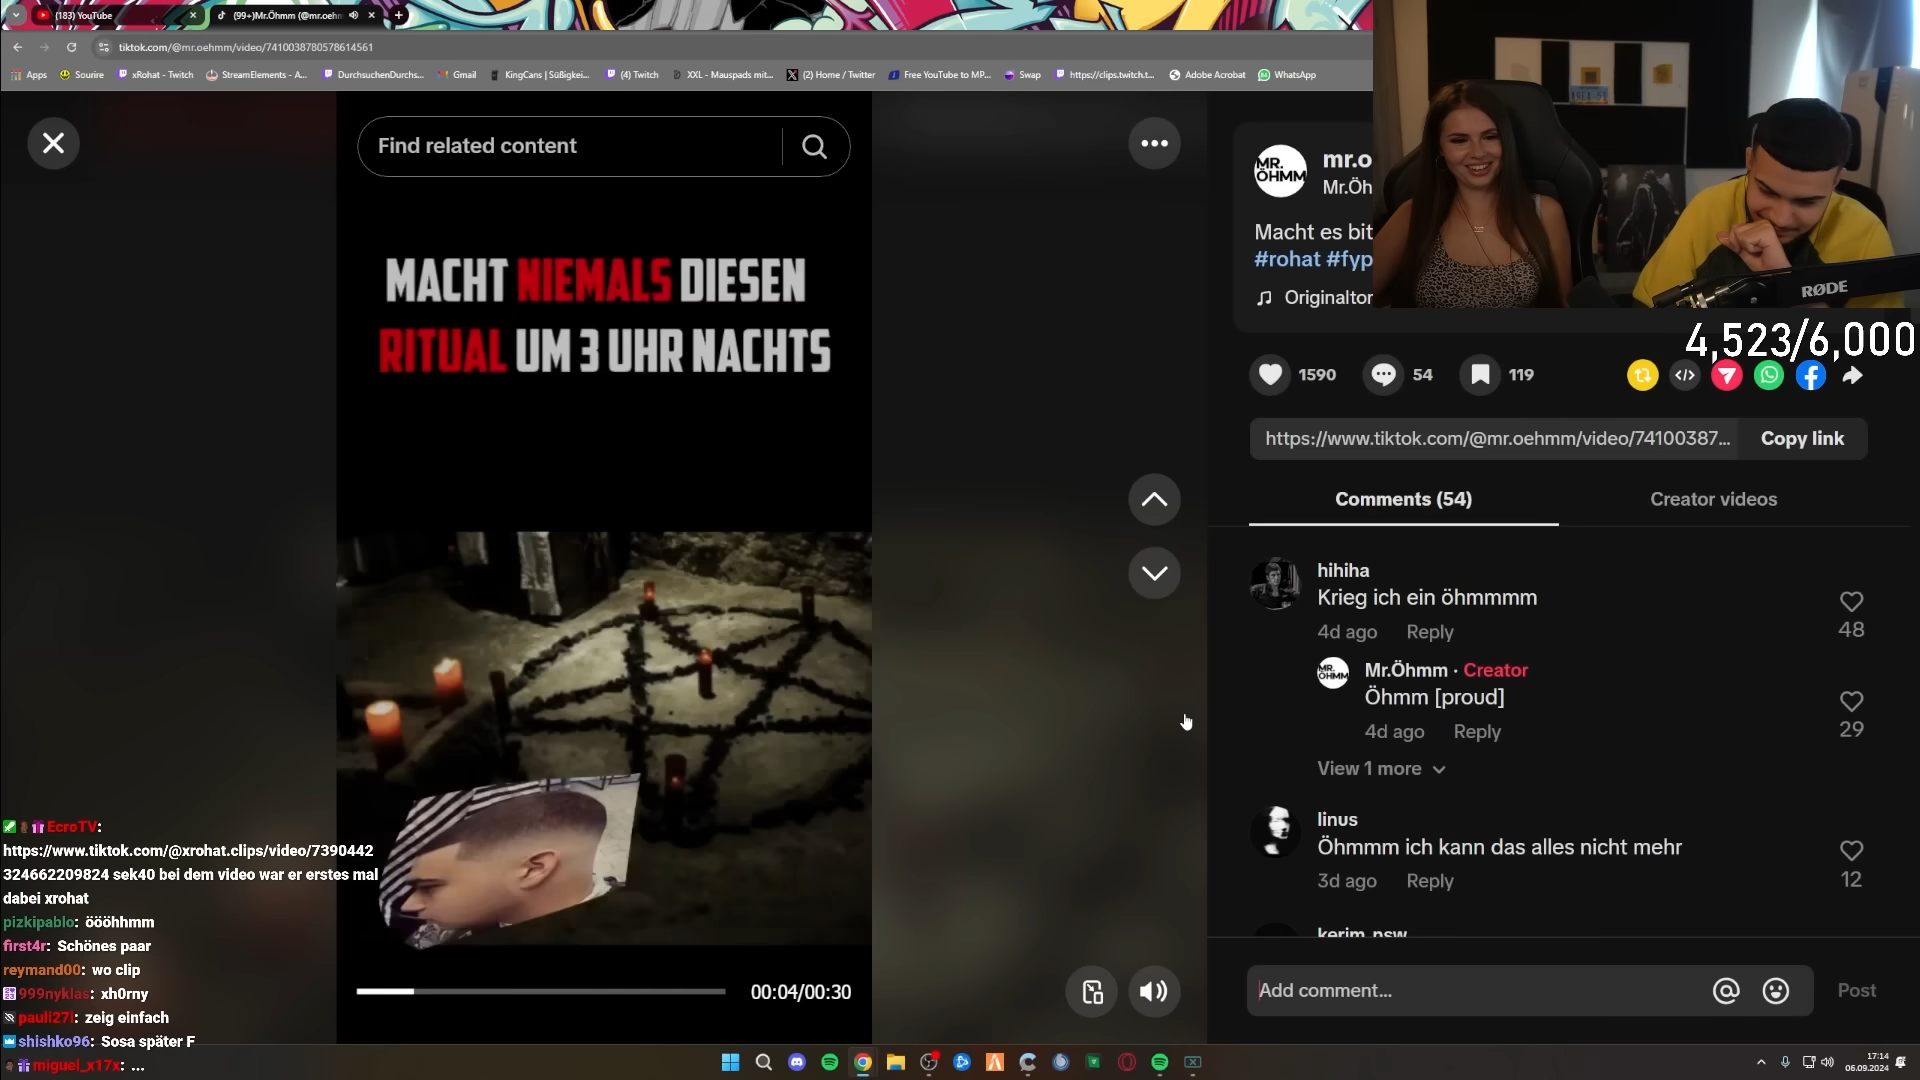 (183) YouTube
(99+)Mr.Öhmm (@mr.oehm
tiktok.com/@mr.oehmm/video/7410038780578614561
Apps
Sourire
xRohat - Twitch
StreamElements - A...
DurchsuchenDurchs...
Gmail
KingCans | Süßigkei...
(4) Twitch
XXL - Mauspads mit...
(2) Home / Twitter
Free YouTube to MP...
Swap
https://clips.twitch.t...
Adobe Acrobat
WhatsApp
Find related content
MACHT NIEMALS DIESEN
RITUAL UM 3 UHR NACHTS
00:04/00:30
MR.
ÖHMM
mr.o
Mr.Öh
Macht es bit
#rohat #fyp
Originalton
RØDE
4,523/6,000
1590
54
119
https://www.tiktok.com/@mr.oehmm/video/74100387...
Copy link
Comments (54)
Creator videos
hihiha
Krieg ich ein öhmmmm
48
4d ago Reply
MR.
ÖHMM
Mr.Öhmm · Creator
Öhmm [proud]
29
4d ago Reply
View 1 more
linus
Öhmmm ich kann das alles nicht mehr
12
3d ago Reply
kerim_nsw
Add comment...
Post
EcroTV:
https://www.tiktok.com/@xrohat.clips/video/7390442
324662209824 sek40 bei dem video war er erstes mal
dabei xrohat
pizkipablo: öööhhmm
first4r: Schönes paar
reymand00: wo clip
999nyklas: xh0rny
pauli27l: zeig einfach
shishko96: Sosa später F
miguel_x17x: ...
17:14
06.09.2024